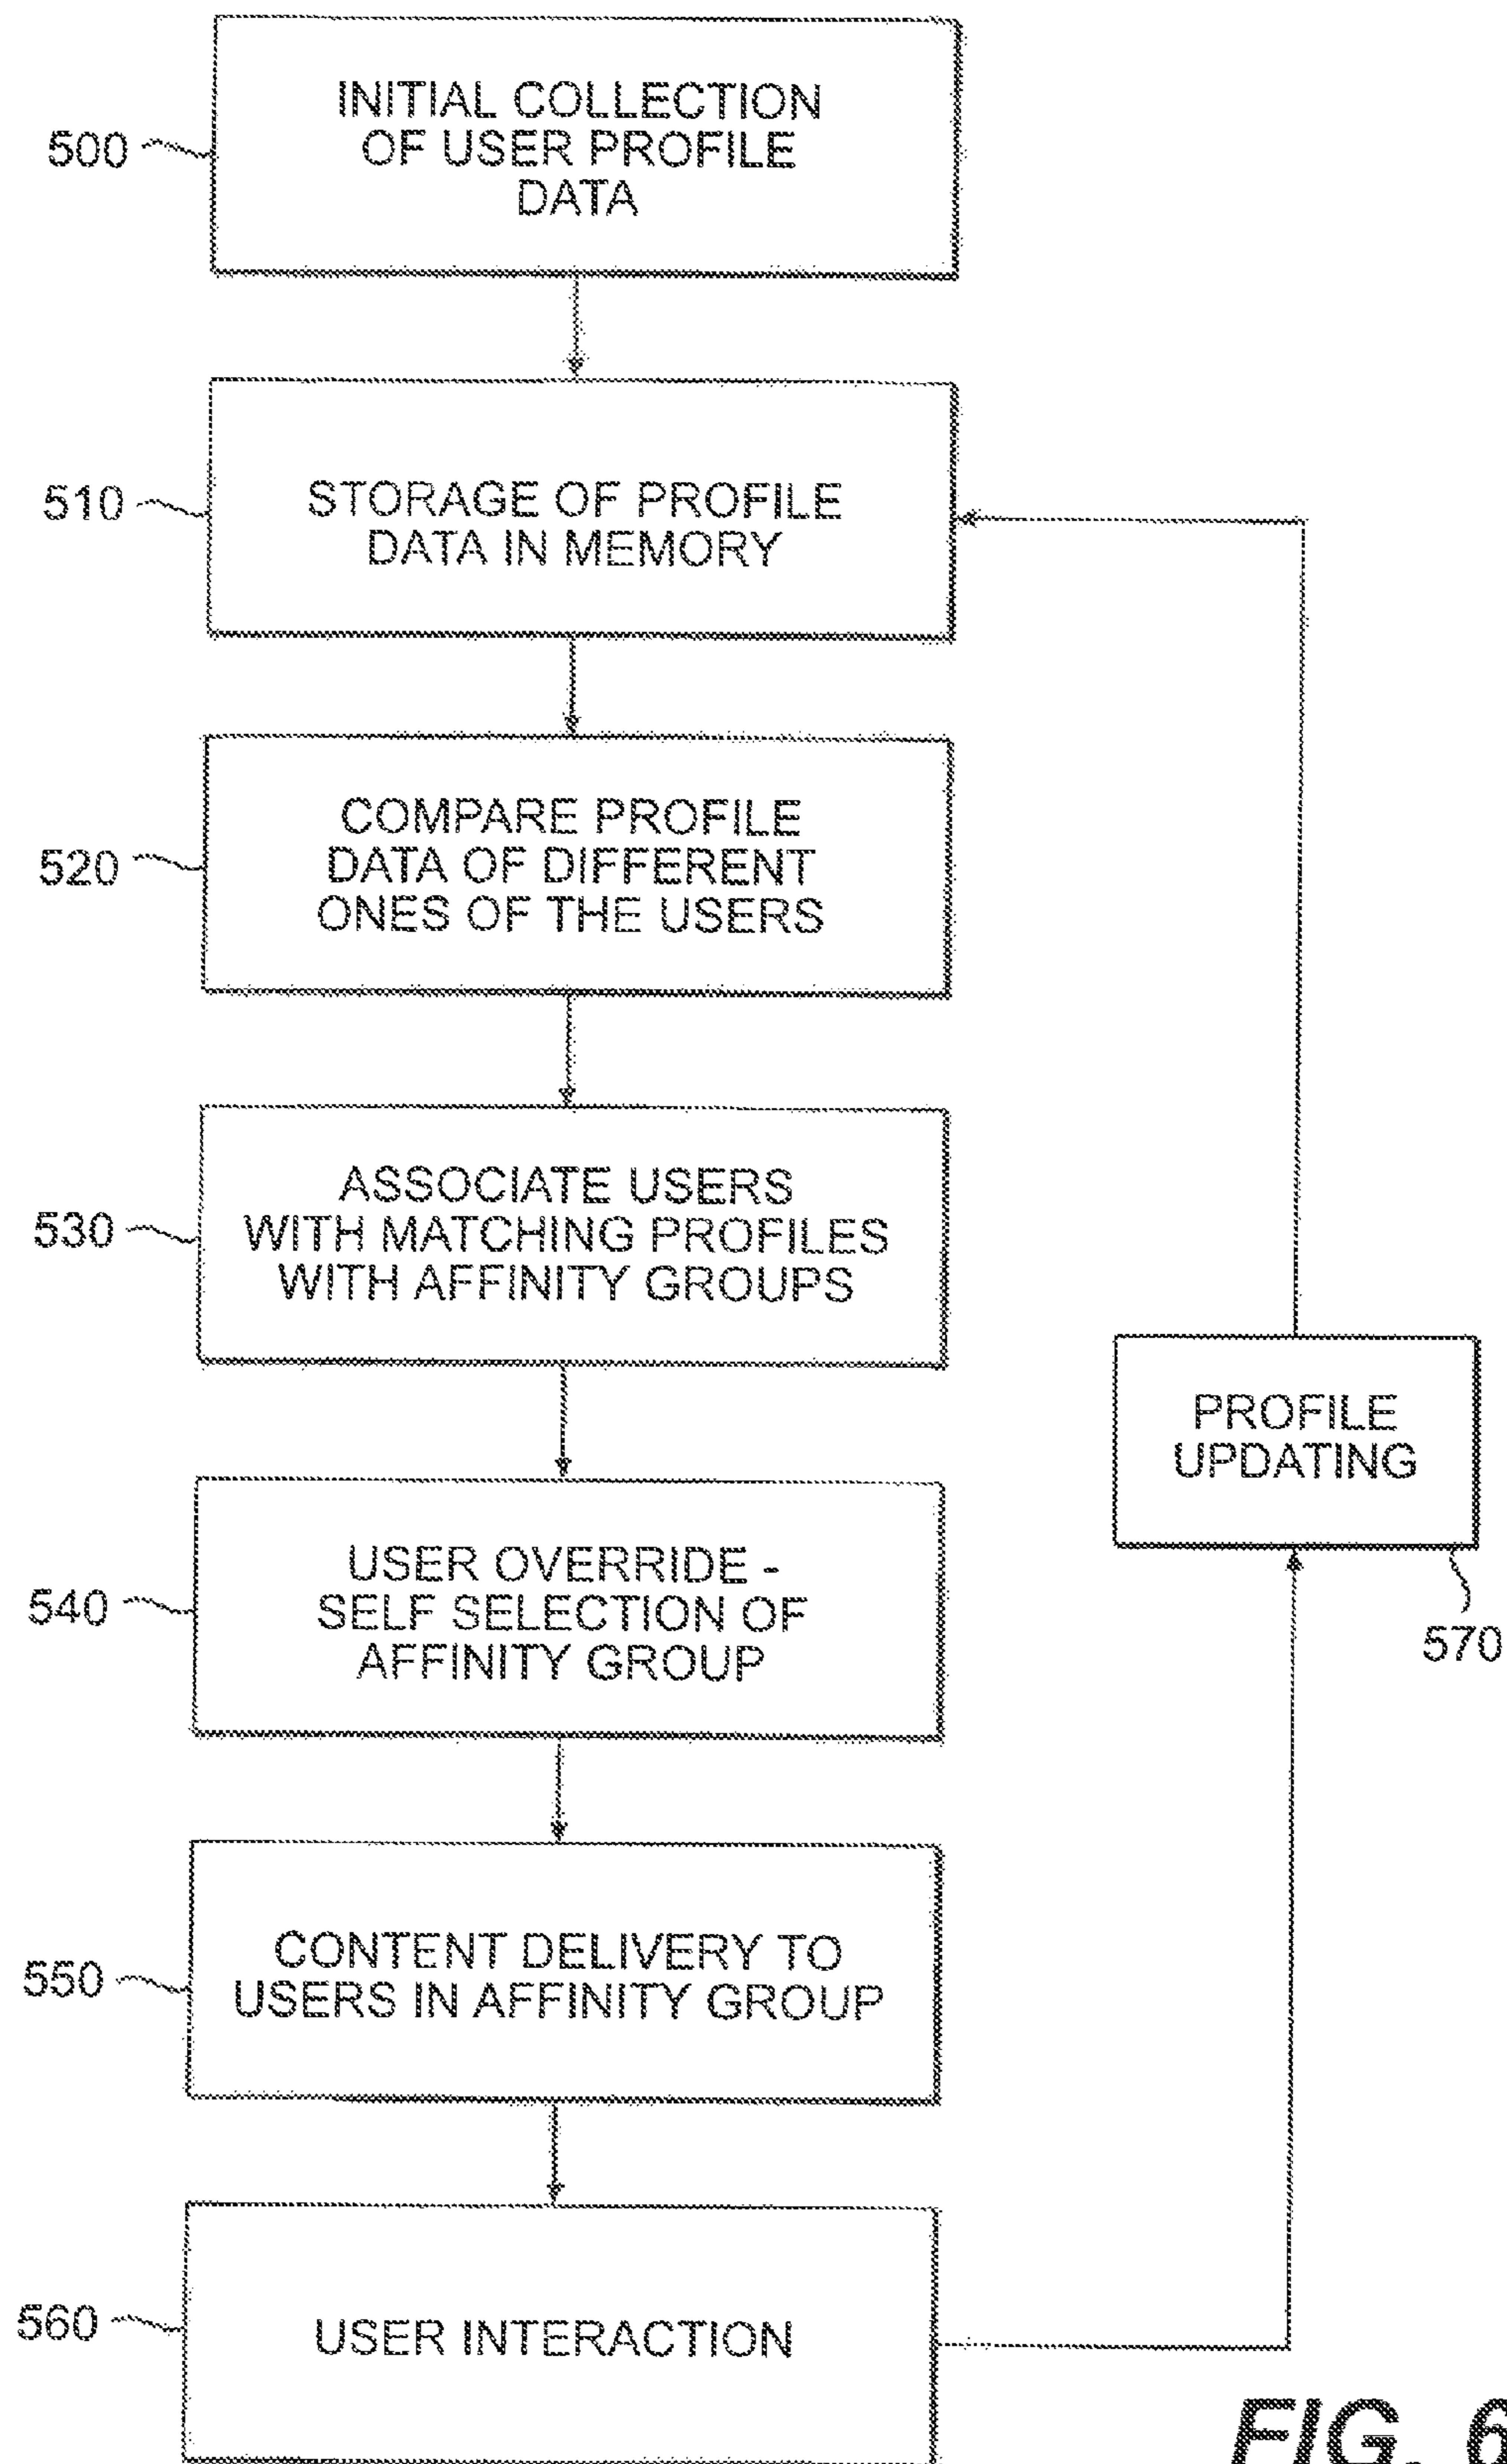 500
INITIAL COLLECTION
OF USER PROFILE
DATA
510
STORAGE OF PROFILE
DATA IN MEMORY
520
COMPARE PROFILE
DATA OF DIFFERENT
ONES OF THE USERS
530
ASSOCIATE USERS
WITH MATCHING PROFILES
WITH AFFINITY GROUPS
540
USER OVERRIDE -
SELF SELECTION OF
AFFINITY GROUP
550
CONTENT DELIVERY TO
USERS IN AFFINITY GROUP
560
USER INTERACTION
PROFILE
UPDATING
570
FIG. 6